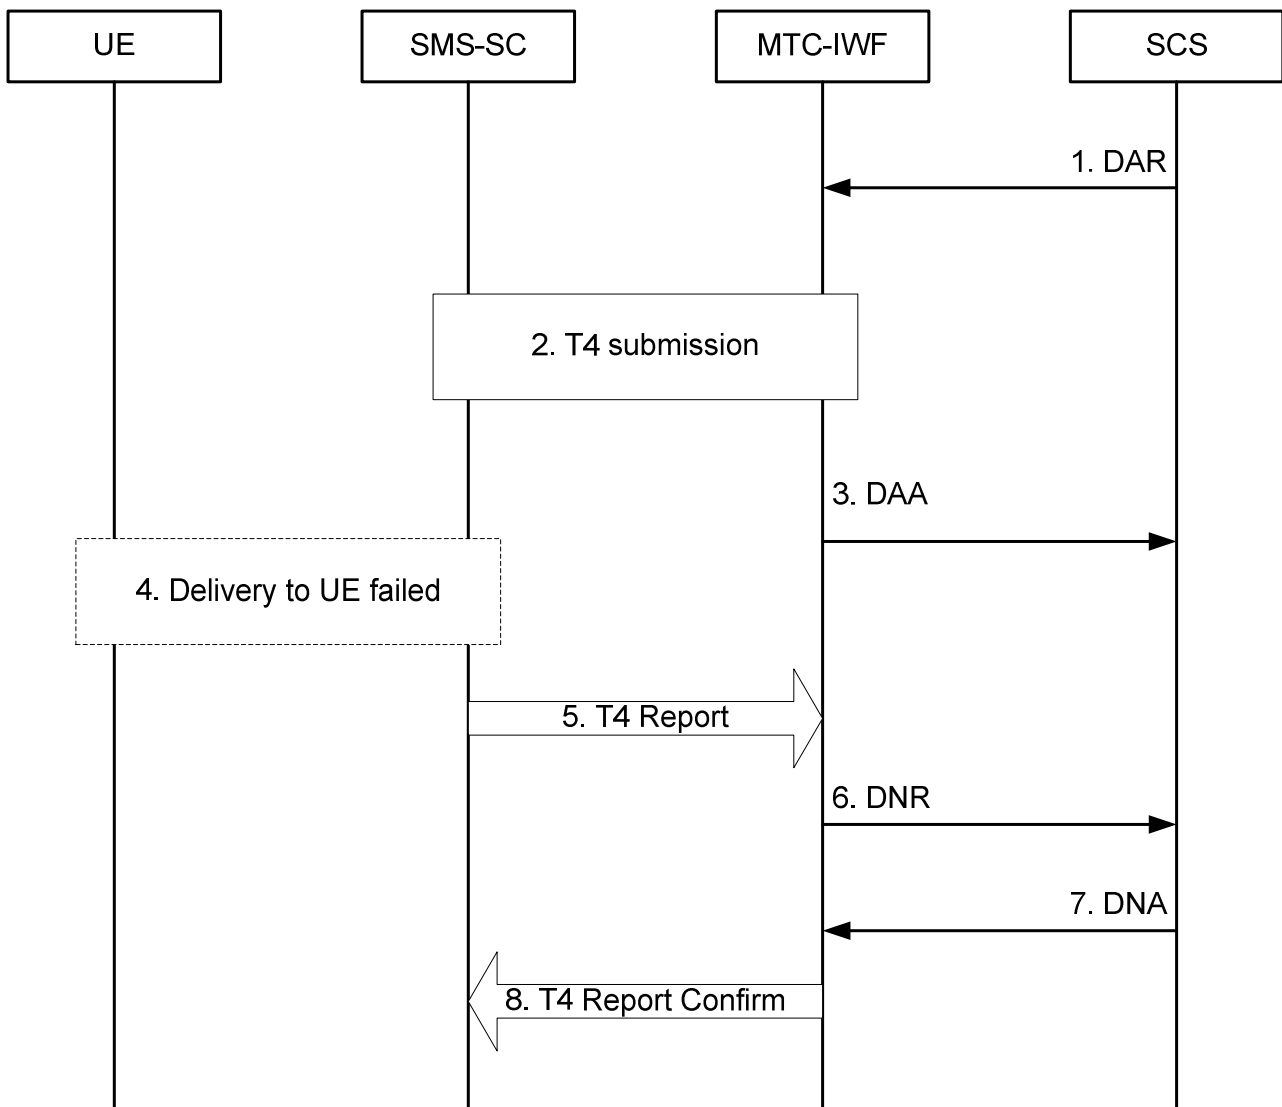 UE
SMS-SC
MTC-IWF
SCS
1. DAR
2. T4 submission
3. DAA
4. Delivery to UE failed
5. T4 Report
6. DNR
7. DNA
8. T4 Report Confirm